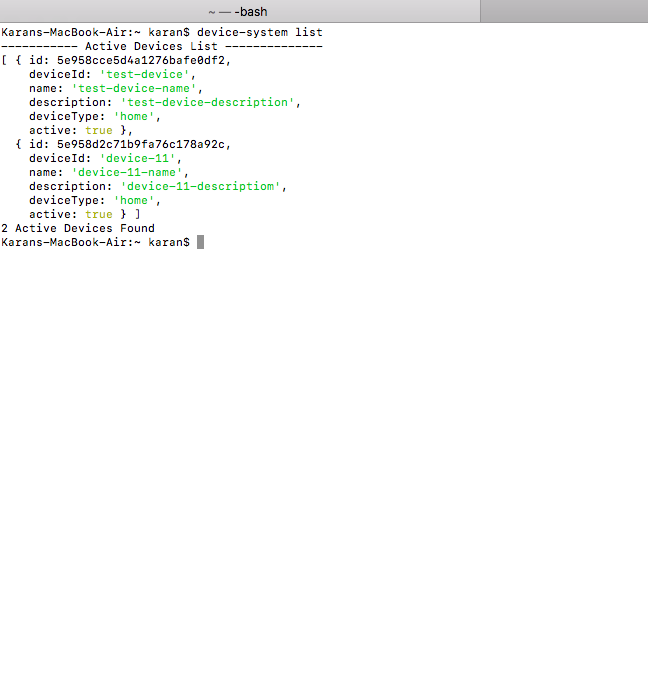 ~ — -bash
Karans-MacBook-Air:~ karan$ device-system list
----------- Active Devices List --------------
[ { id: 5e958cce5d4a1276bafe0df2,
    deviceId: 'test-device',
    name: 'test-device-name',
    description: 'test-device-description',
    deviceType: 'home',
    active: true },
  { id: 5e958d2c71b9fa76c178a92c,
    deviceId: 'device-11',
    name: 'device-11-name',
    description: 'device-11-descriptiom',
    deviceType: 'home',
    active: true } ]
2 Active Devices Found
Karans-MacBook-Air:~ karan$